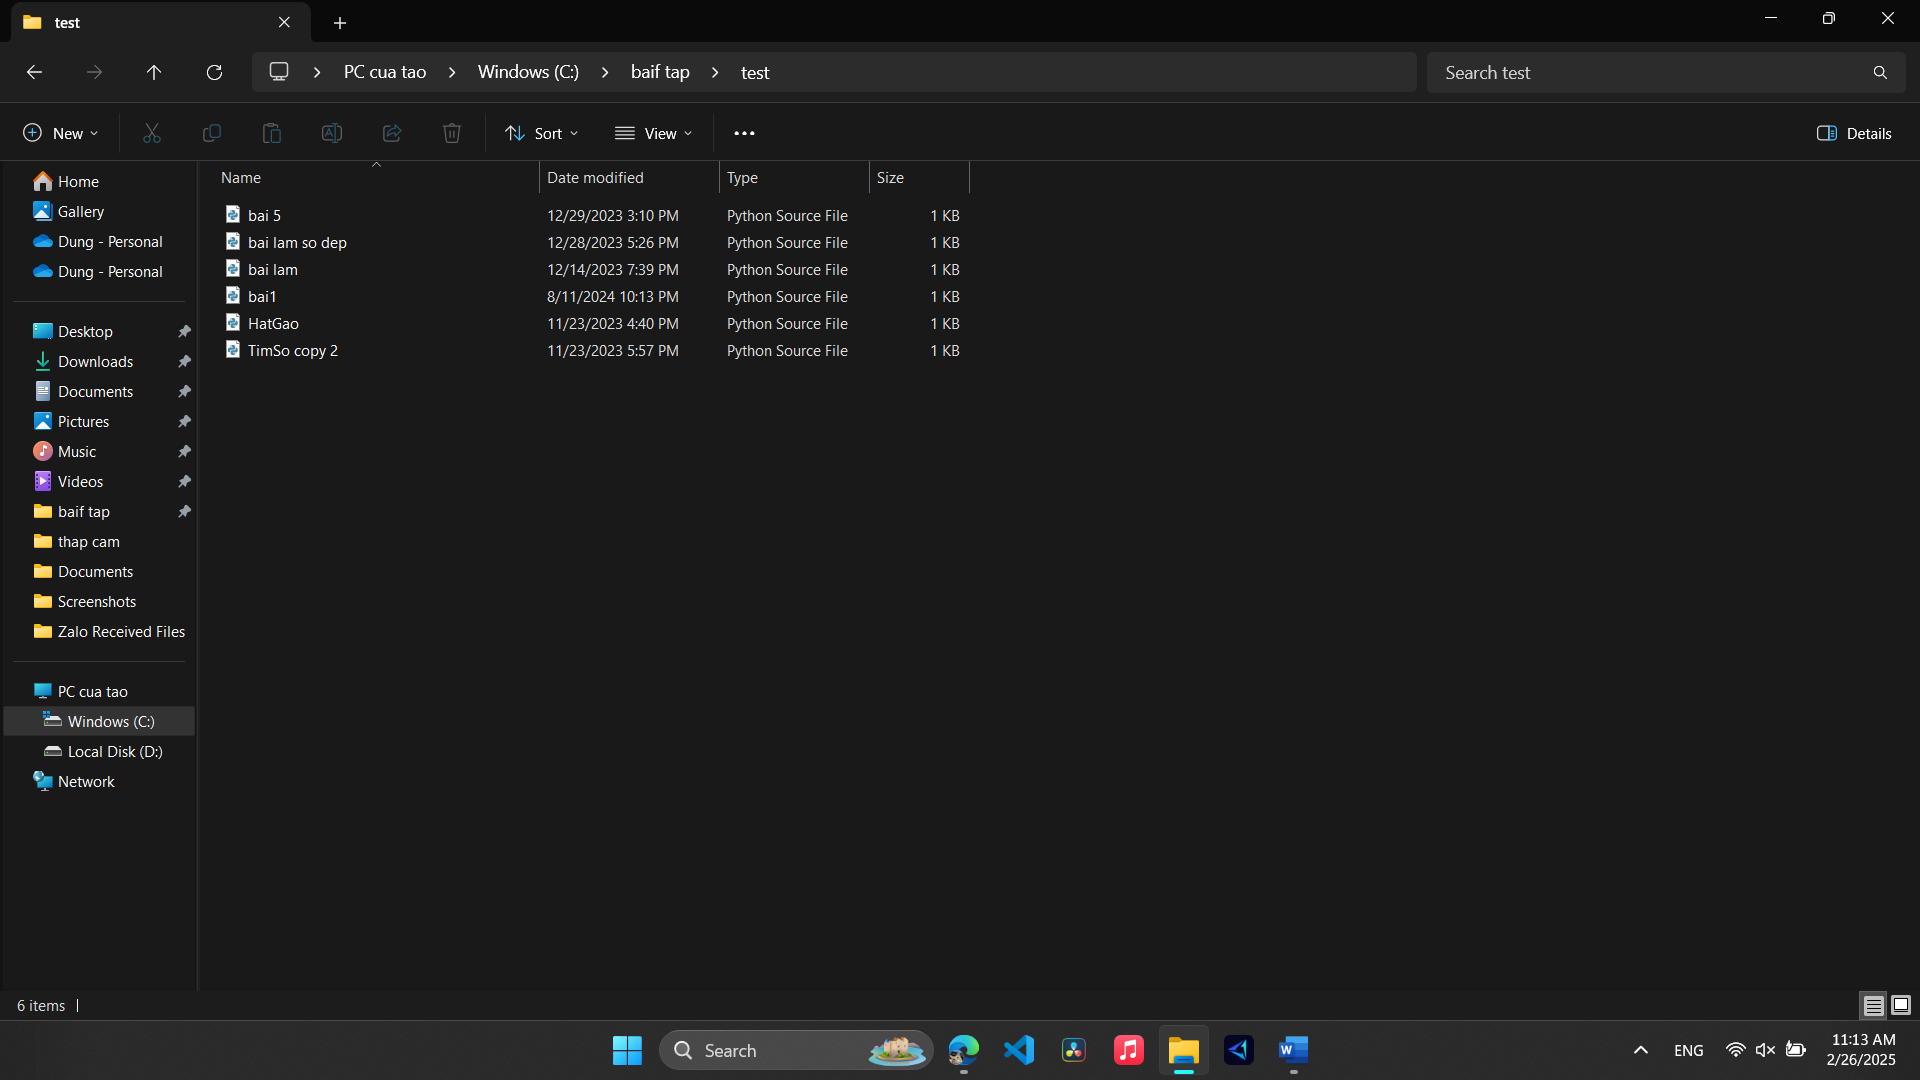 test
PC cua tao
Windows (C:)
baif tap
test
Search test
New
Sort
View
Details
Home
Gallery
Dung - Personal
Dung - Personal
Desktop
Downloads
Documents
Pictures
Music
Videos
baif tap
thap cam
Documents
Screenshots
Zalo Received Files
PC cua tao
Windows (C:)
Local Disk (D:)
Network
Name Date modified Type Size
bai 5 12/29/2023 3:10 PM Python Source File 1 KB
bai lam so dep 12/28/2023 5:26 PM Python Source File 1 KB
bai lam 12/14/2023 7:39 PM Python Source File 1 KB
bai1 8/11/2024 10:13 PM Python Source File 1 KB
HatGao 11/23/2023 4:40 PM Python Source File 1 KB
TimSo copy 2 11/23/2023 5:57 PM Python Source File 1 KB
6 items
Search
ENG
11:13 AM
2/26/2025